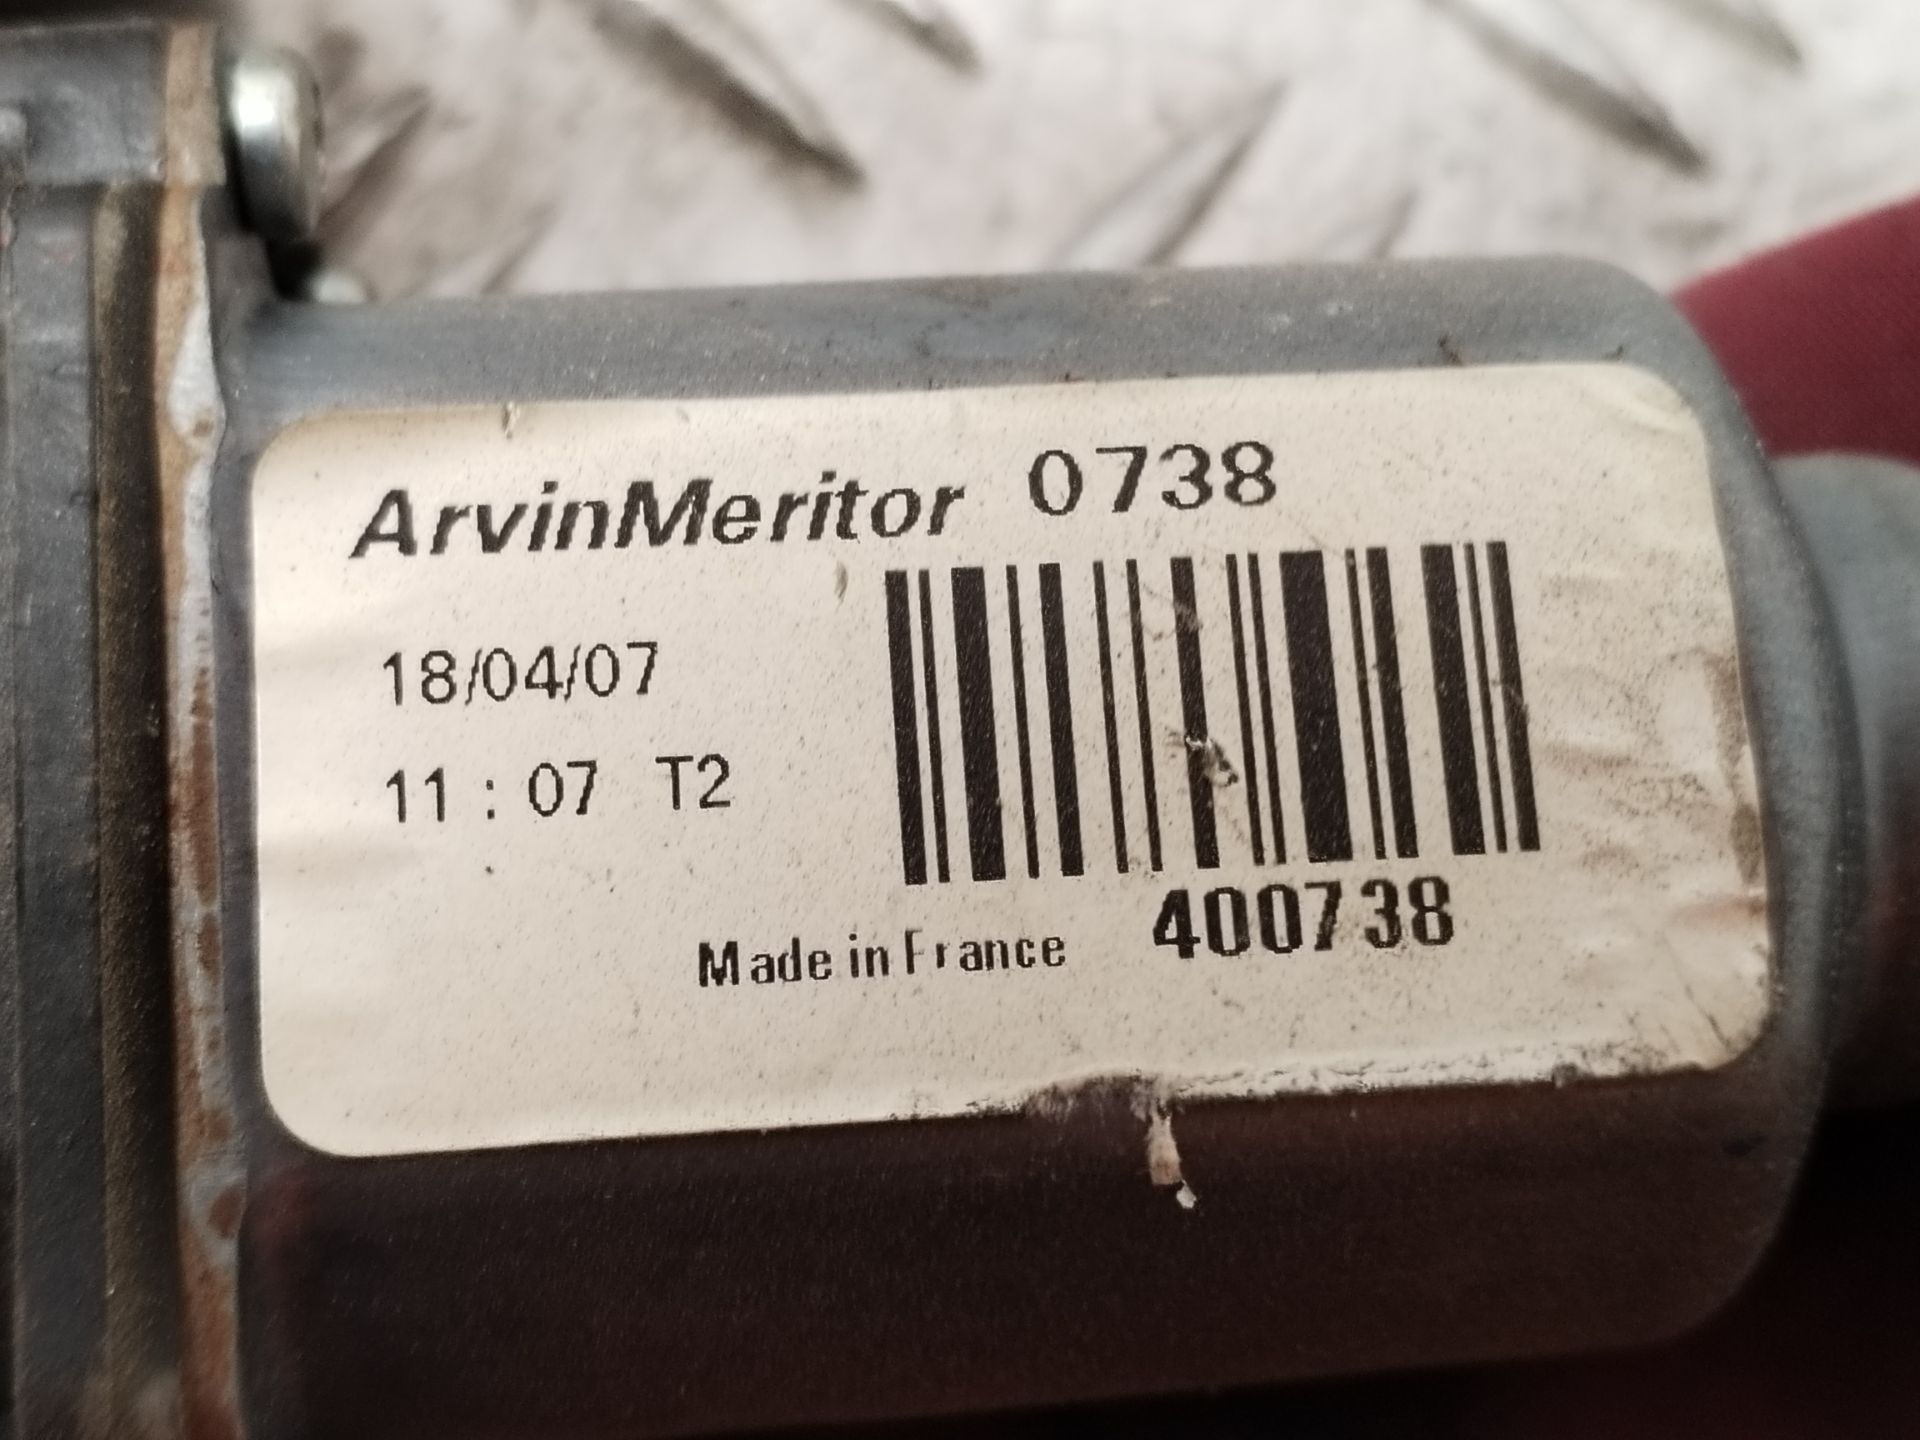 ArvinMeritor 0738
18/04/07
11 : 07 T2
Made in France 400738